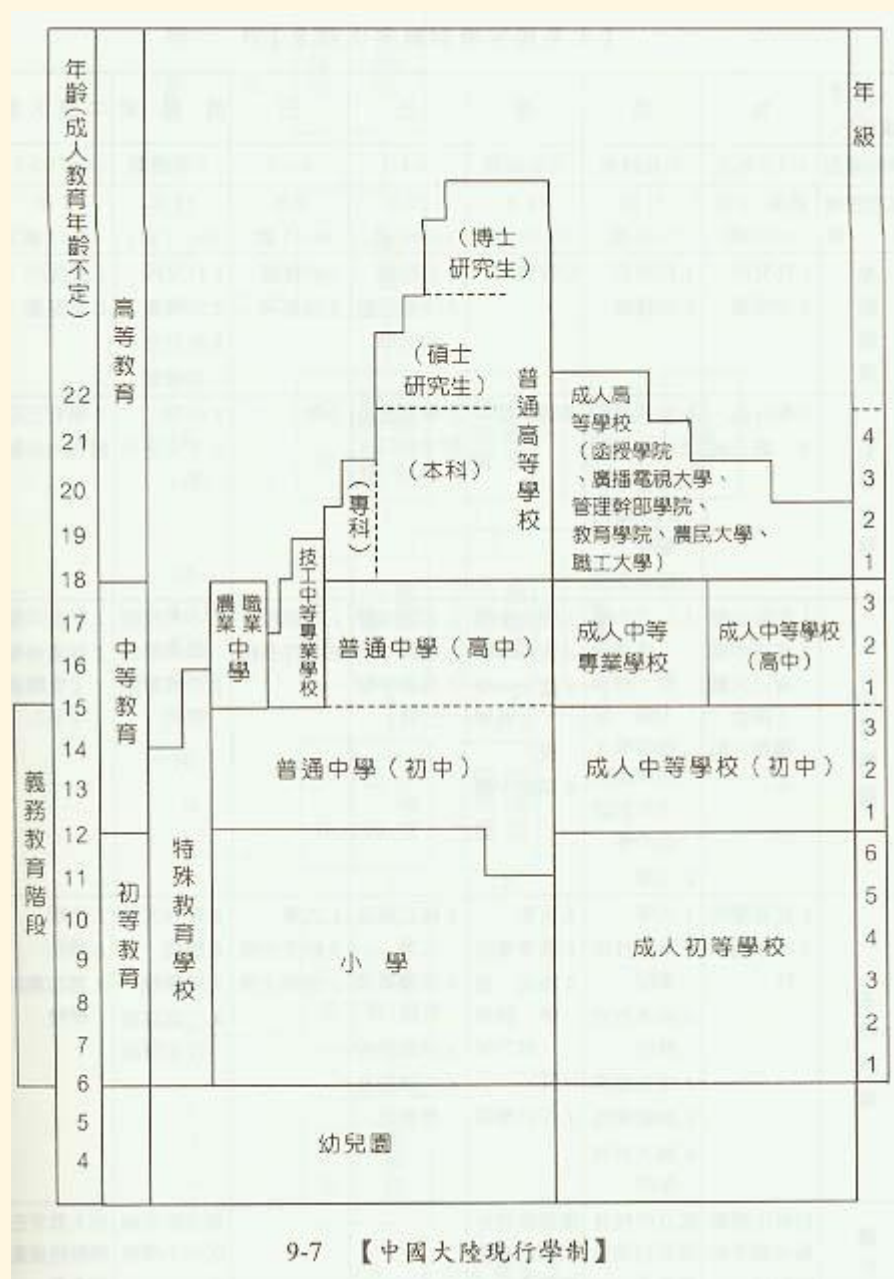 年齡(成人教育年齡不定)
22
21
20
19
18
17
16
15
14
13
12
11
10
9
8
7
6
5
4
義務教育階段
高等教育
中等教育
初等教育
特殊教育學校
(博士
研究生)
(碩士
研究生)
(本科)
(專科)
普通高等學校
技工中等專業學校
職業
農業
中學
普通中學(高中)
普通中學(初中)
小學
幼兒園
成人高
等學校
(函授學院
、廣播電視大學、
管理幹部學院、
教育學院、農民大學、
職工大學)
成人中等
專業學校
成人中等學校
(高中)
成人中等學校(初中)
成人初等學校
年級
4
3
2
1
3
2
1
3
2
1
6
5
4
3
2
1
9-7 【中國大陸現行學制】